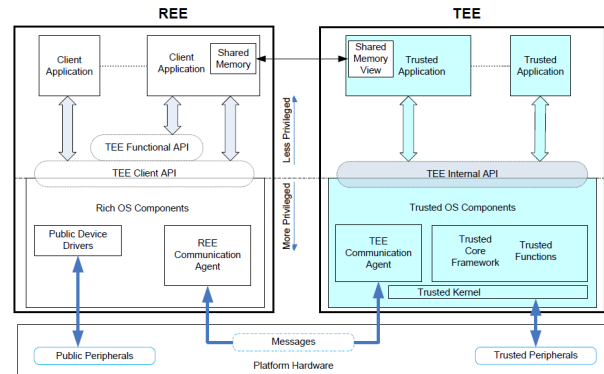 REE
TEE
Client
Application
Client
Application
Shared
Memory
Shared
Memory
View
Trusted
Application
Trusted
Application
Less Privileged
TEE Functional API
TEE Client API
TEE Internal API
More Privileged
Rich OS Components
Trusted OS Components
Public Device
Drivers
REE
Communication
Agent
TEE
Communication
Agent
Trusted
Core
Framework
Trusted
Functions
Trusted Kernel
Messages
Public Peripherals
Platform Hardware
Trusted Peripherals